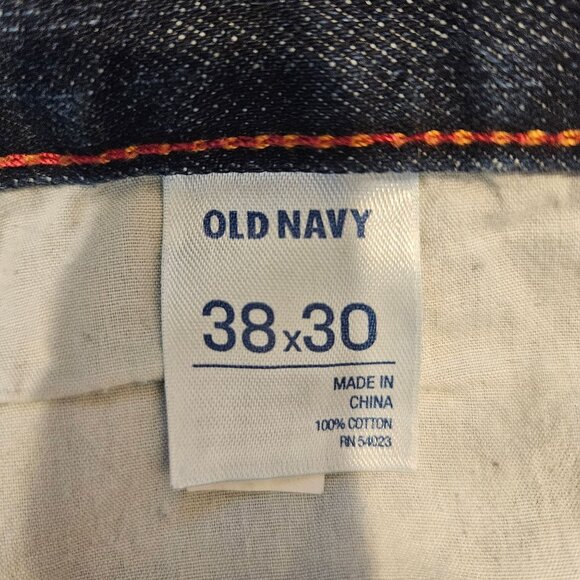 OLD NAVY
38x30
MADE IN
CHINA
100% COTTON
RN 54023